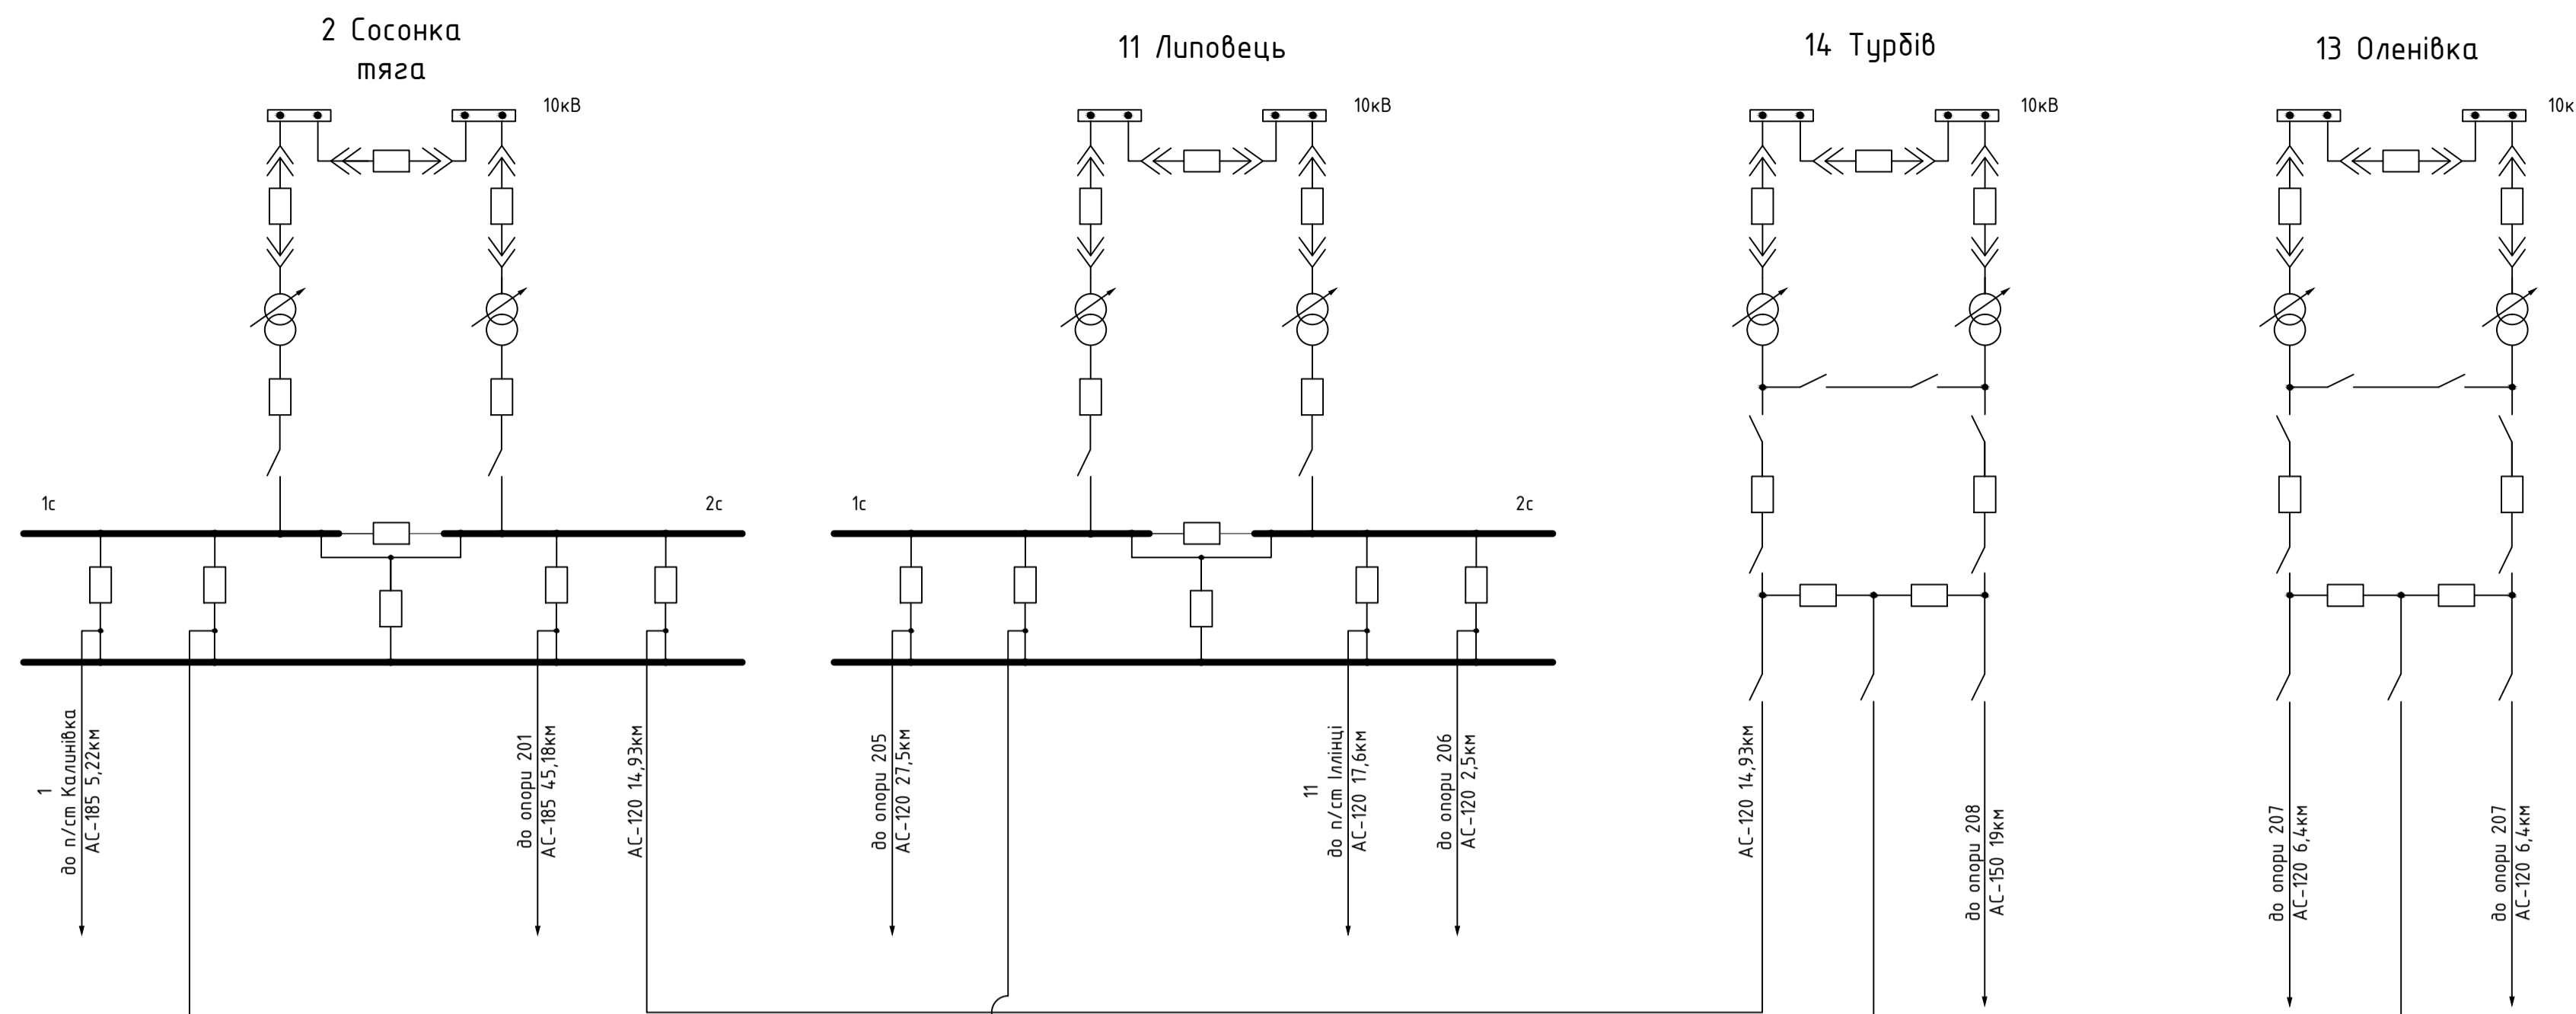 2 Сосонка
тяга
11 Липовець
14 Турбів
13 Оленівка
10кВ
10кВ
10кВ
10к
1с
2с
1с
2с
1
до п/ст Калинівка
АС-185 5,22км
до опори 201
АС-185 45,18км
АС-120 14,93км
до опори 205
АС-120 27,5км
11
до п/ст Іллінці
АС-120 17,6км
до опори 206
АС-120 2,5км
АС-120 14,93км
до опори 208
АС-150 19км
до опори 207
АС-120 6,4км
до опори 207
АС-120 6,4км